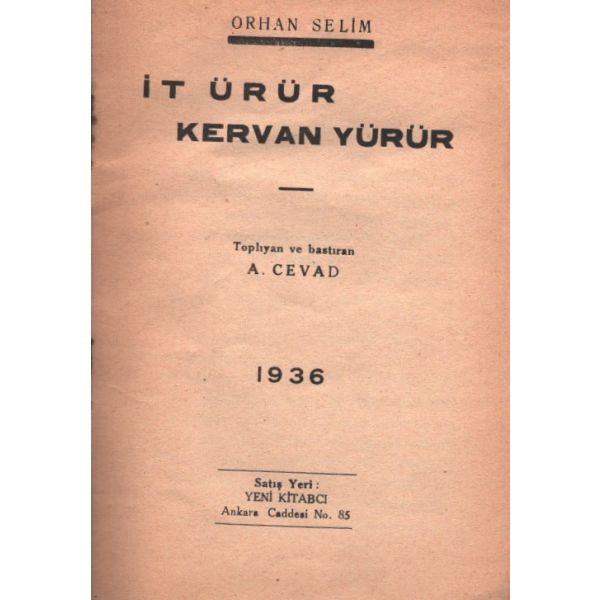 ORHAN SELİM
İT ÜRÜR
KERVAN YÜRÜR
Toplıyan ve bastıran
A. CEVAD
1936
Satış Yeri :
YENİ KİTABCI
Ankara Caddesi No. 85